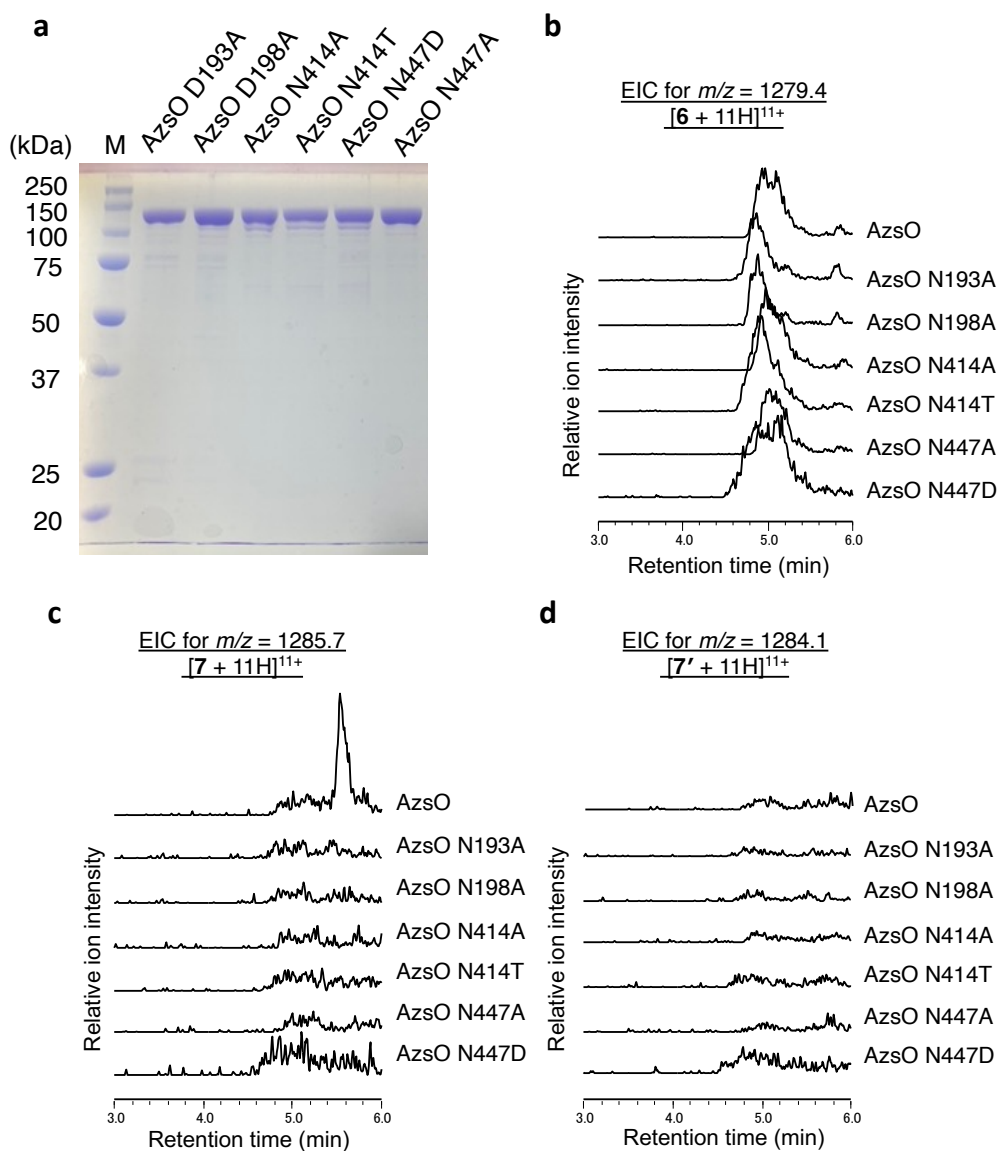 a
AzsO D193A
AzsO D198A
AzsO N414A
AzsO N414T
AzsO N447D
AzsO N447A
(kDa)
M
250
150
100
75
50
37
25
20
b
EIC for m/z = 1279.4
[6 + 11H]11+
Relative ion intensity
AzsO
AzsO N193A
AzsO N198A
AzsO N414A
AzsO N414T
AzsO N447A
AzsO N447D
3.0 4.0 5.0 6.0
Retention time (min)
c
EIC for m/z = 1285.7
[7 + 11H]11+
Relative ion intensity
AzsO
AzsO N193A
AzsO N198A
AzsO N414A
AzsO N414T
AzsO N447A
AzsO N447D
3.0 4.0 5.0 6.0
Retention time (min)
d
EIC for m/z = 1284.1
[7′ + 11H]11+
Relative ion intensity
AzsO
AzsO N193A
AzsO N198A
AzsO N414A
AzsO N414T
AzsO N447A
AzsO N447D
3.0 4.0 5.0 6.0
Retention time (min)